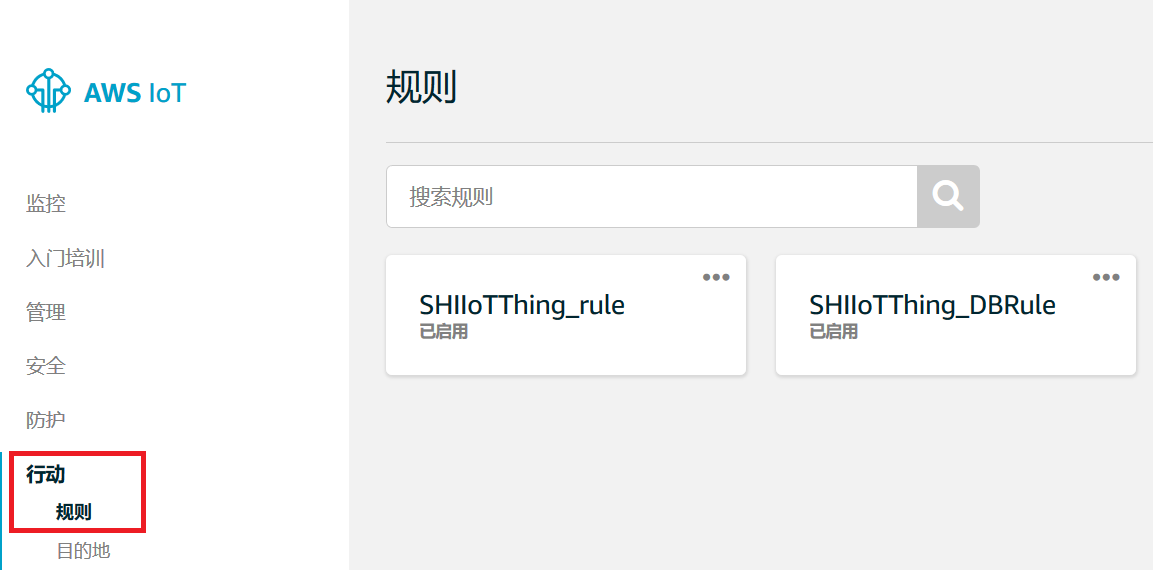 AWS IoT
监控
入门培训
管理
安全
防护
行动
规则
目的地
规则
搜索规则
SHIIoTThing_rule
已启用
SHIIoTThing_DBRule
已启用